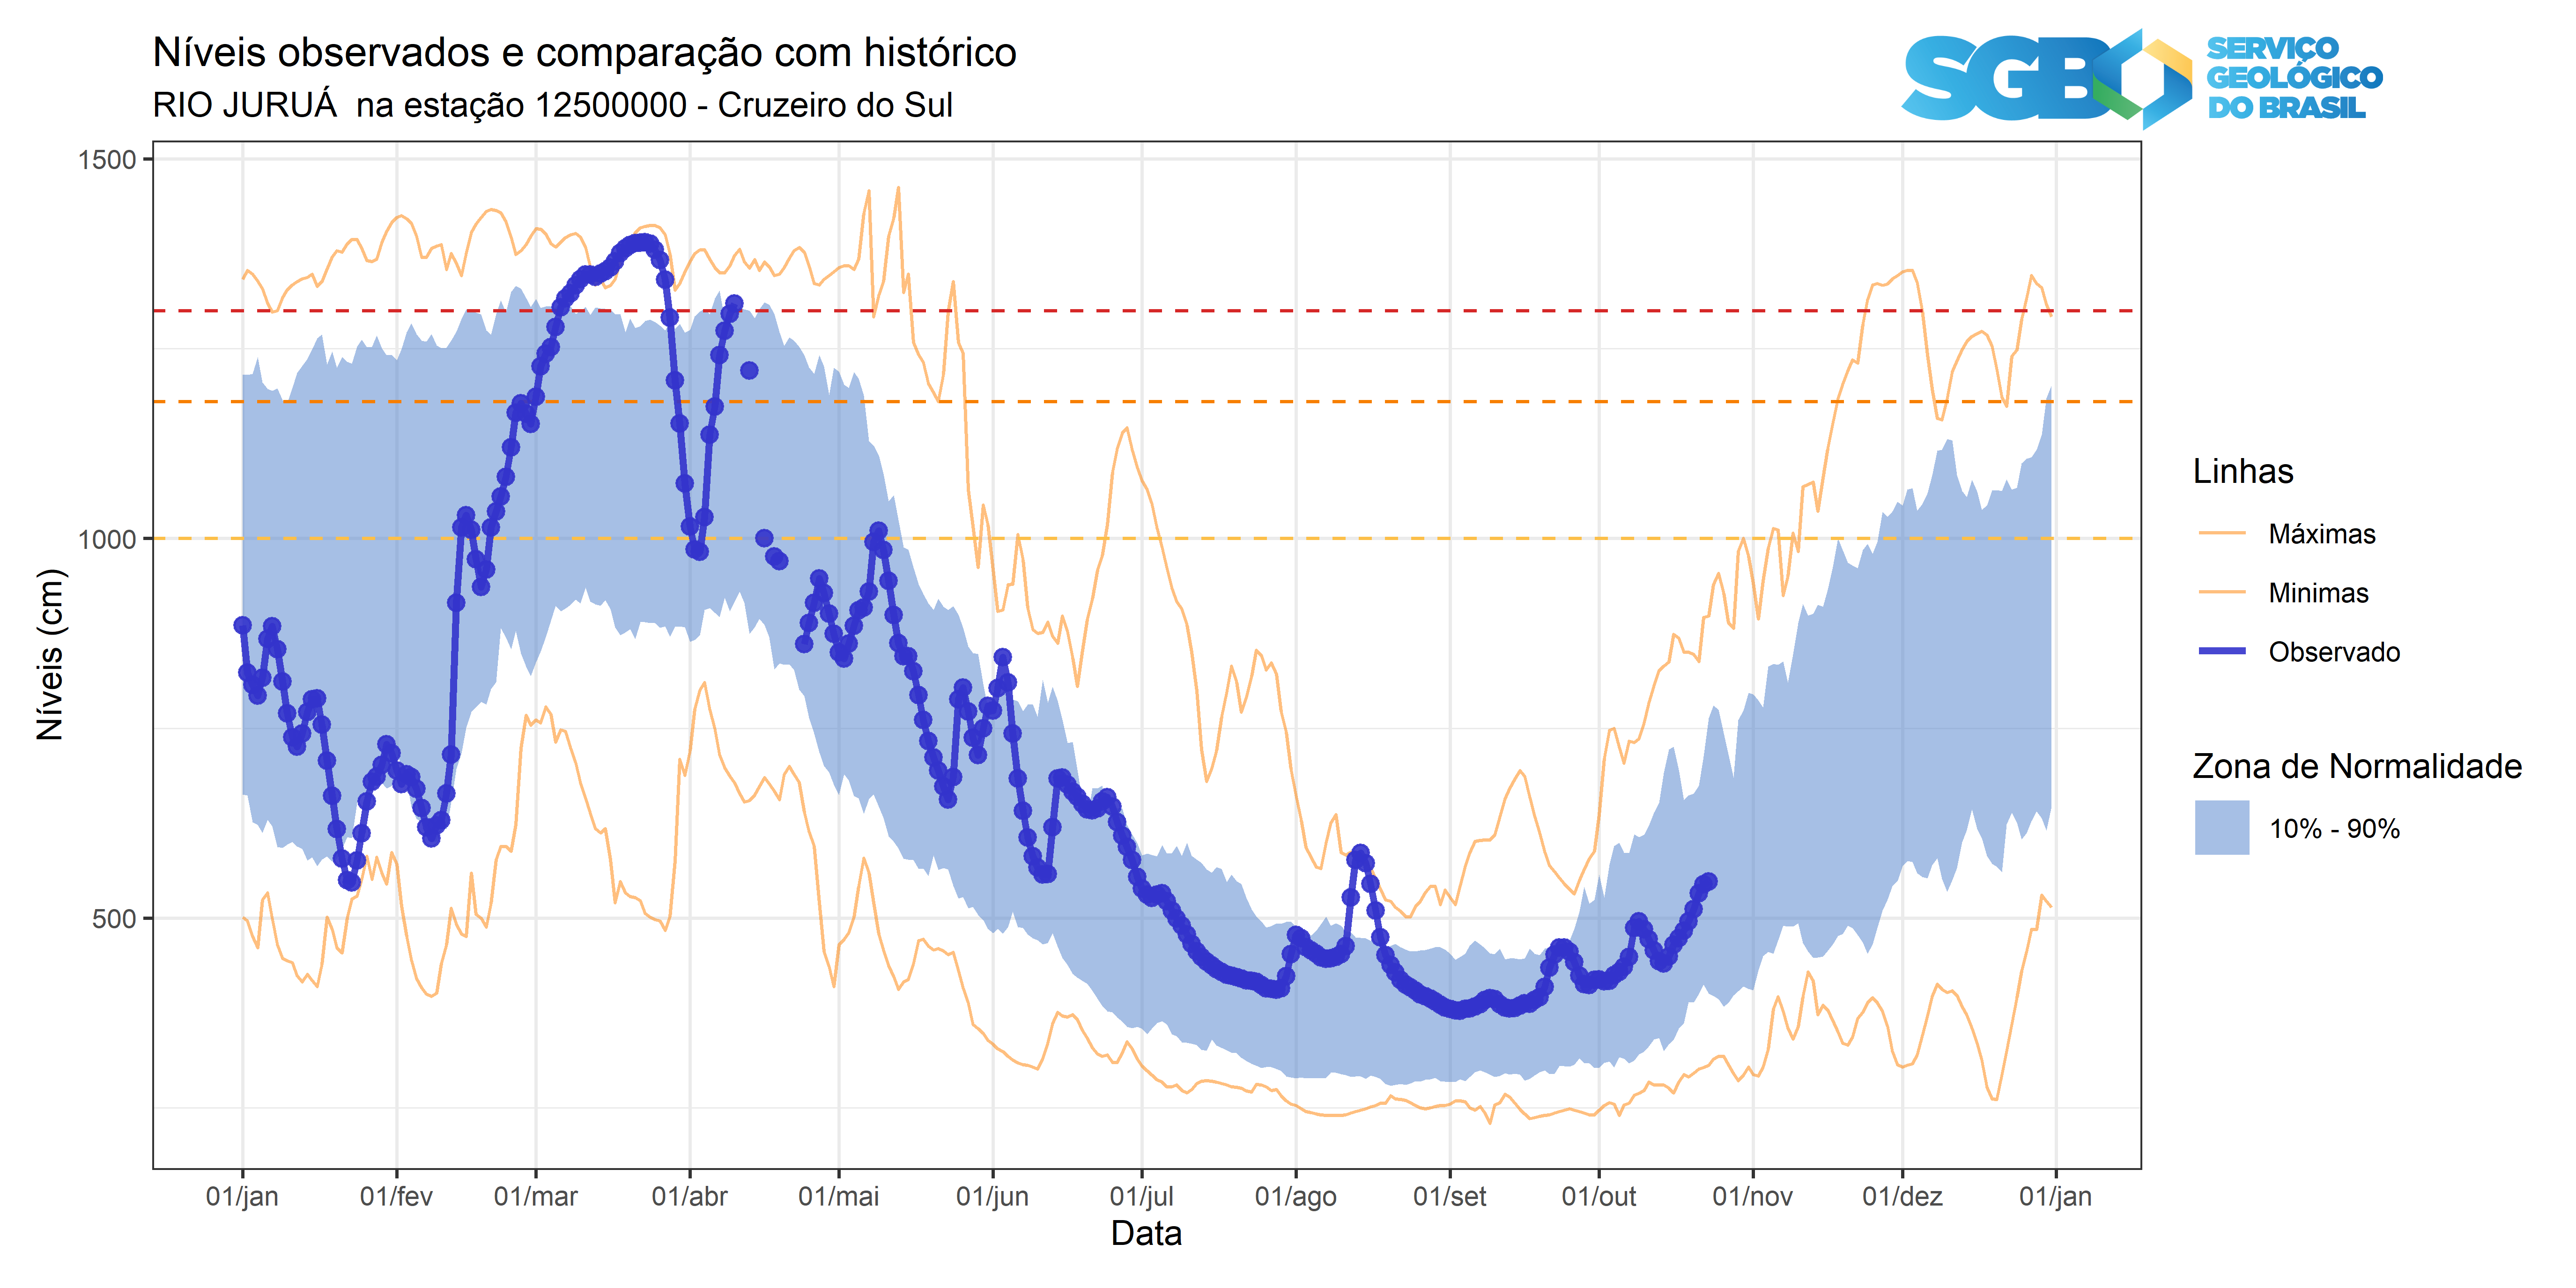 Níveis observados e comparação com histórico
RIO JURUÁ  na estação 12500000 - Cruzeiro do Sul
SGB
SERVIÇO
GEOLÓGICO
DO BRASIL
Níveis (cm)
1500
1000
500
01/jan
01/fev
01/mar
01/abr
01/mai
01/jun
01/jul
01/ago
01/set
01/out
01/nov
01/dez
01/jan
Data
Linhas
Máximas
Minimas
Observado
Zona de Normalidade
10% - 90%